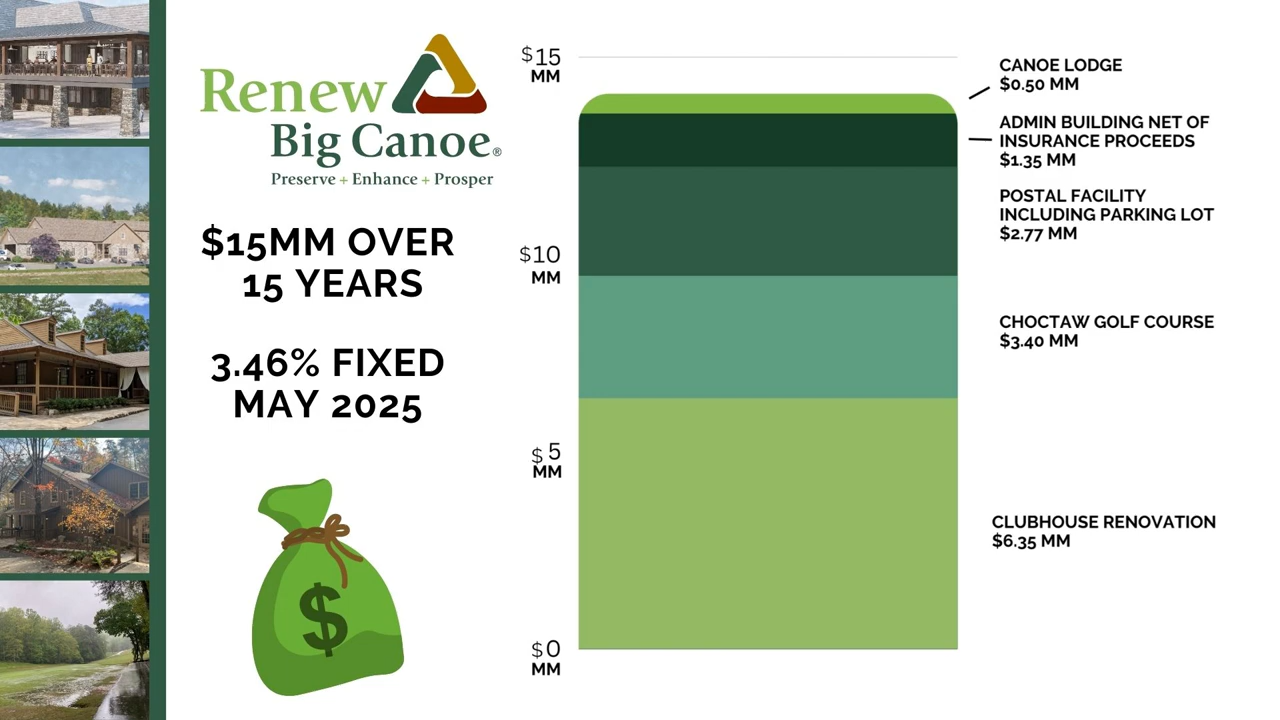 Renew
Big Canoe®
Preserve + Enhance + Prosper
$15MM OVER
15 YEARS
3.46% FIXED
MAY 2025
$
$15
MM
$10
MM
$5
MM
$0
MM
CANOE LODGE
$0.50 MM
ADMIN BUILDING NET OF
INSURANCE PROCEEDS
$1.35 MM
POSTAL FACILITY
INCLUDING PARKING LOT
$2.77 MM
CHOCTAW GOLF COURSE
$3.40 MM
CLUBHOUSE RENOVATION
$6.35 MM